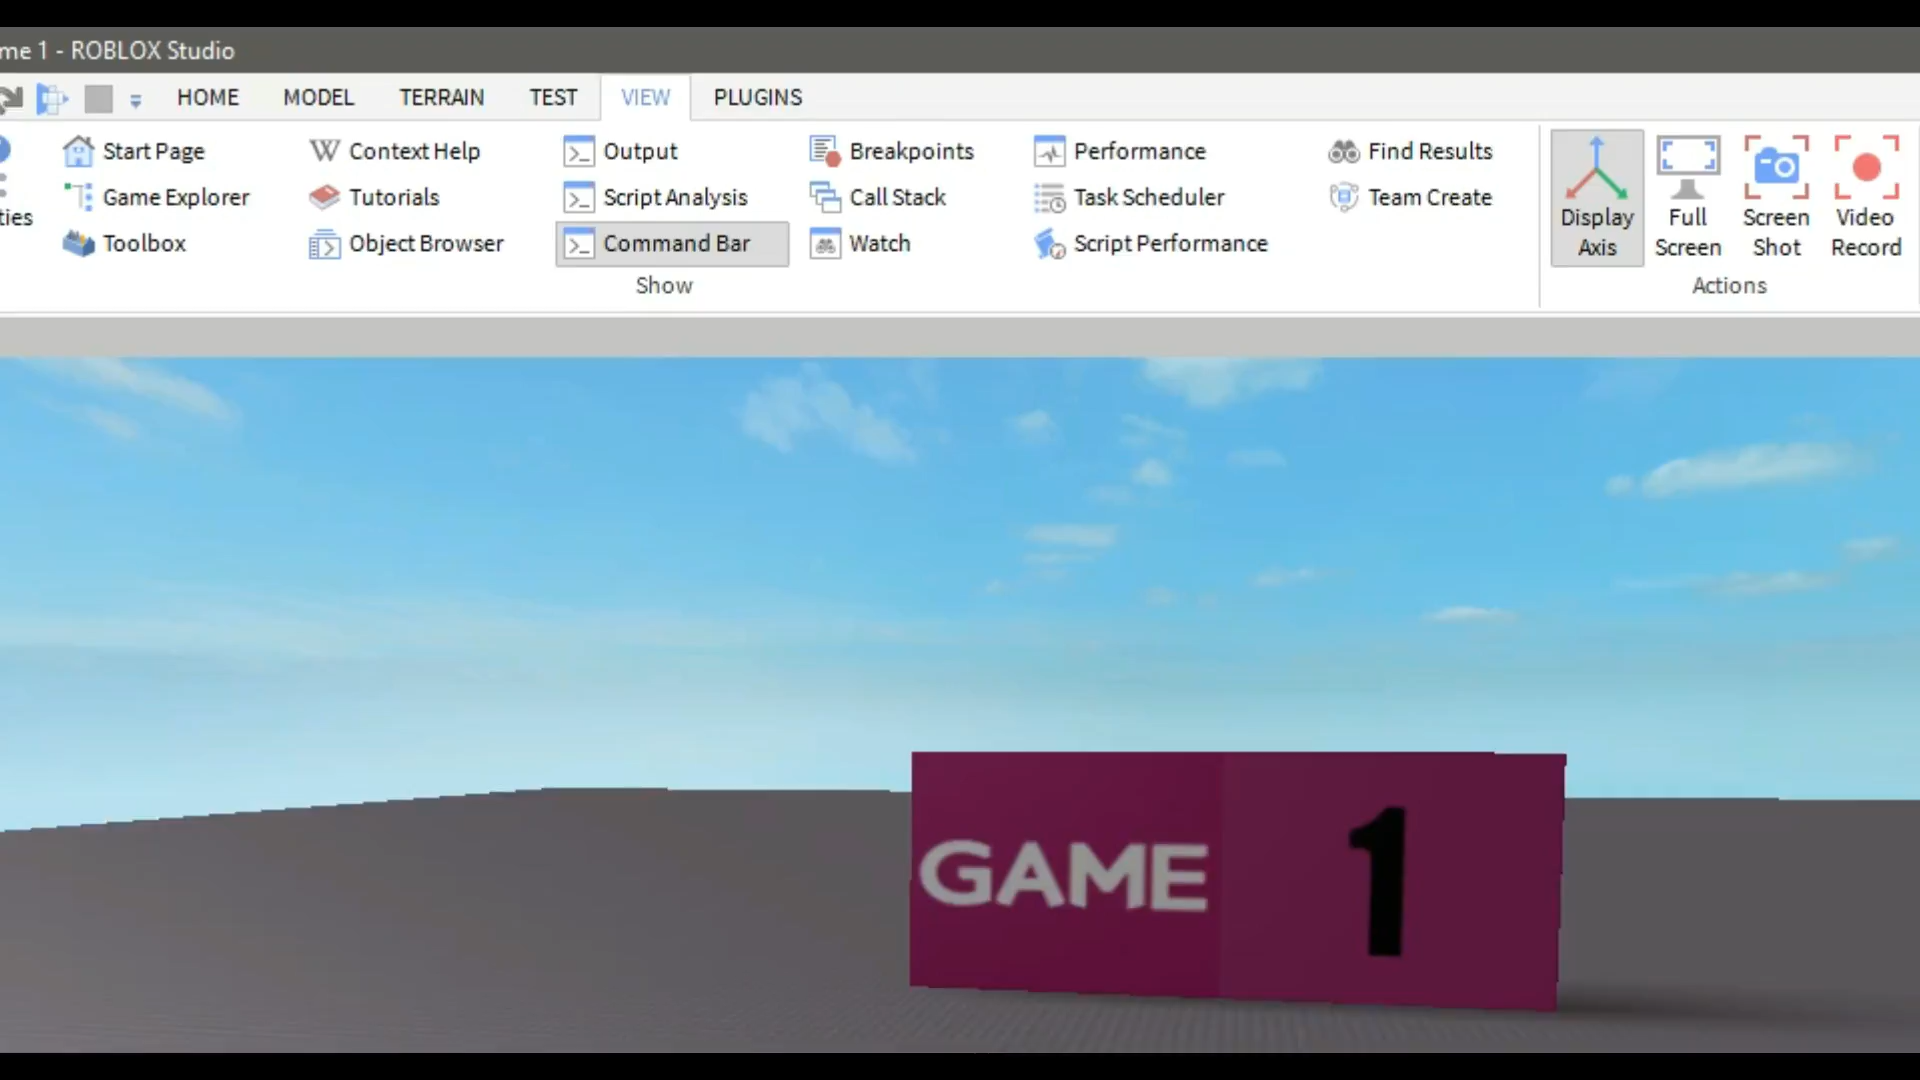 me 1 - ROBLOX Studio
HOME MODEL TERRAIN TEST VIEW PLUGINS
ties
Start Page
Game Explorer
Toolbox
Context Help
Tutorials
Object Browser
Output
Script Analysis
Command Bar
Breakpoints
Call Stack
Watch
Performance
Task Scheduler
Script Performance
Find Results
Team Create
Show
Display
Axis
Full
Screen
Screen
Shot
Video
Record
Actions
GAME 1